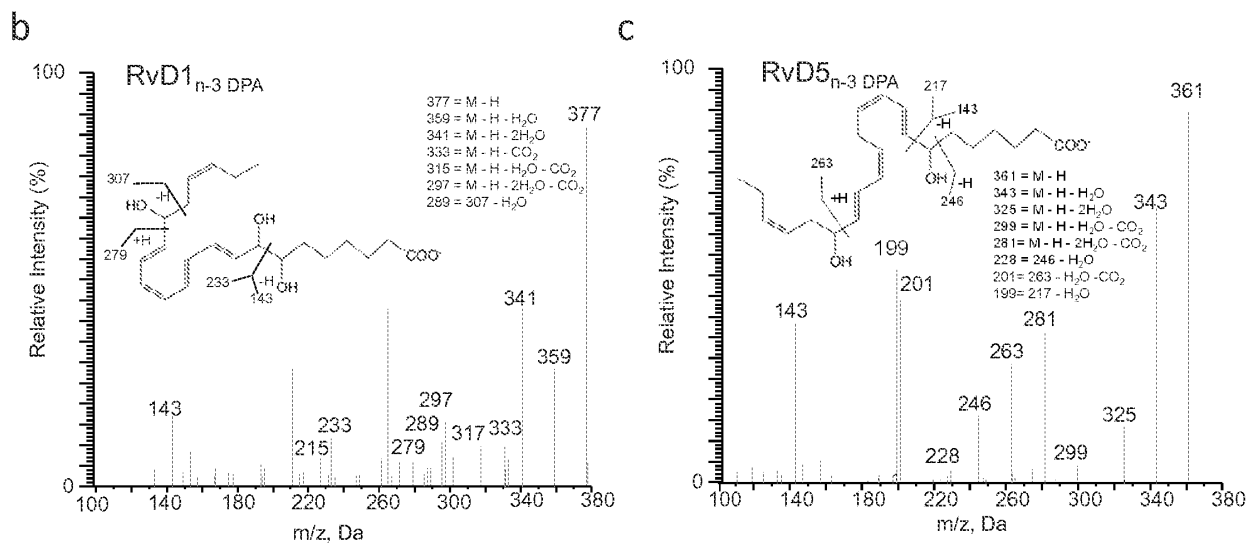 b
RvD1n-3 DPA
377 = M - H
359 = M - H - H2O
341 = M - H - 2H2O
333 = M - H - CO2
315 = M - H - H2O - CO2
297 = M - H - 2H2O - CO2
289 = 307 - H2O
100
0
Relative Intensity (%)
307
-H
HO
+H
279
OH
COO-
233
-H
143
OH
143
215
233
279
289
297
317
333
341
359
377
100
140
180
220
260
300
340
380
m/z, Da
c
RvD5n-3 DPA
217
143
-H
COO-
OH
-H
246
263
+H
OH
361 = M - H
343 = M - H - H2O
325 = M - H - 2H2O
299 = M - H - H2O - CO2
281= M - H - 2H2O - CO2
228 = 246 - H2O
201= 263 - H2O - CO2
199= 217 - H2O
100
0
Relative Intensity (%)
143
199
201
228
246
263
281
299
325
343
361
100
140
180
220
260
300
340
380
m/z, Da